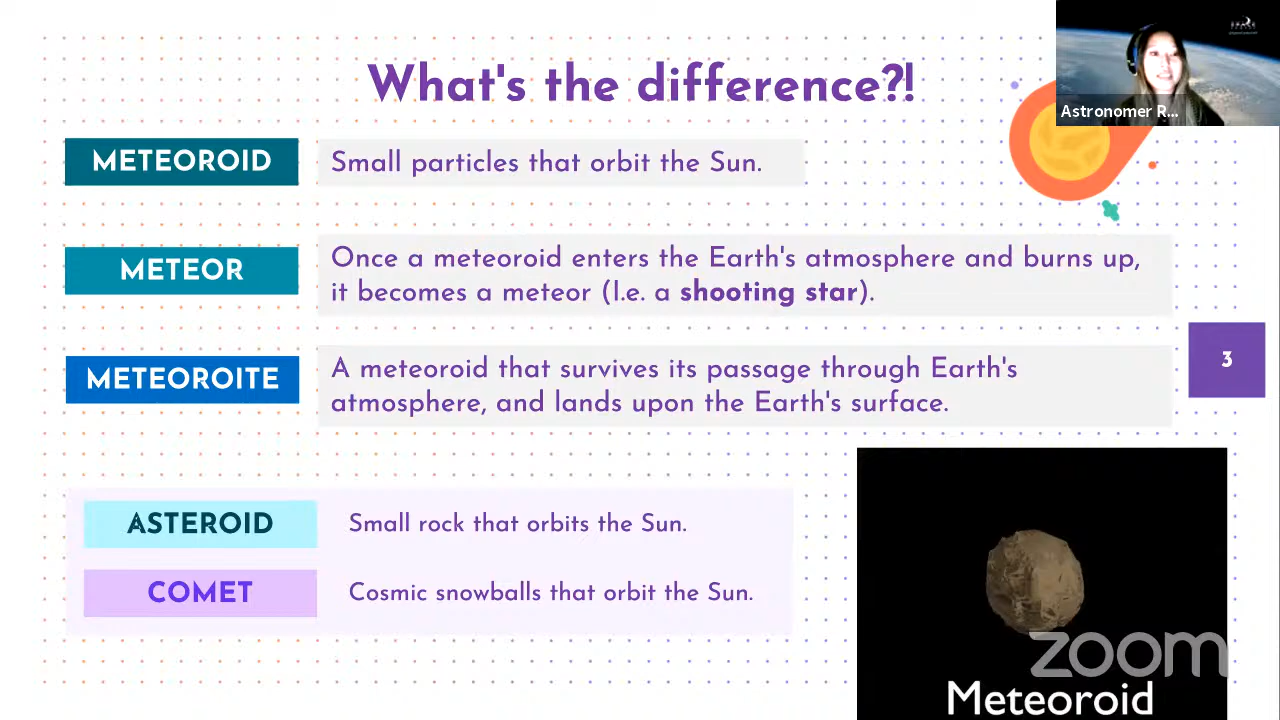 What's the difference?!
Astronomer R...
METEOROID
Small particles that orbit the Sun.
METEOR
Once a meteoroid enters the Earth's atmosphere and burns up,
it becomes a meteor (I.e. a shooting star).
METEOROITE
A meteoroid that survives its passage through Earth's
atmosphere, and lands upon the Earth's surface.
3
ASTEROID
Small rock that orbits the Sun.
COMET
Cosmic snowballs that orbit the Sun.
zoom
Meteoroid